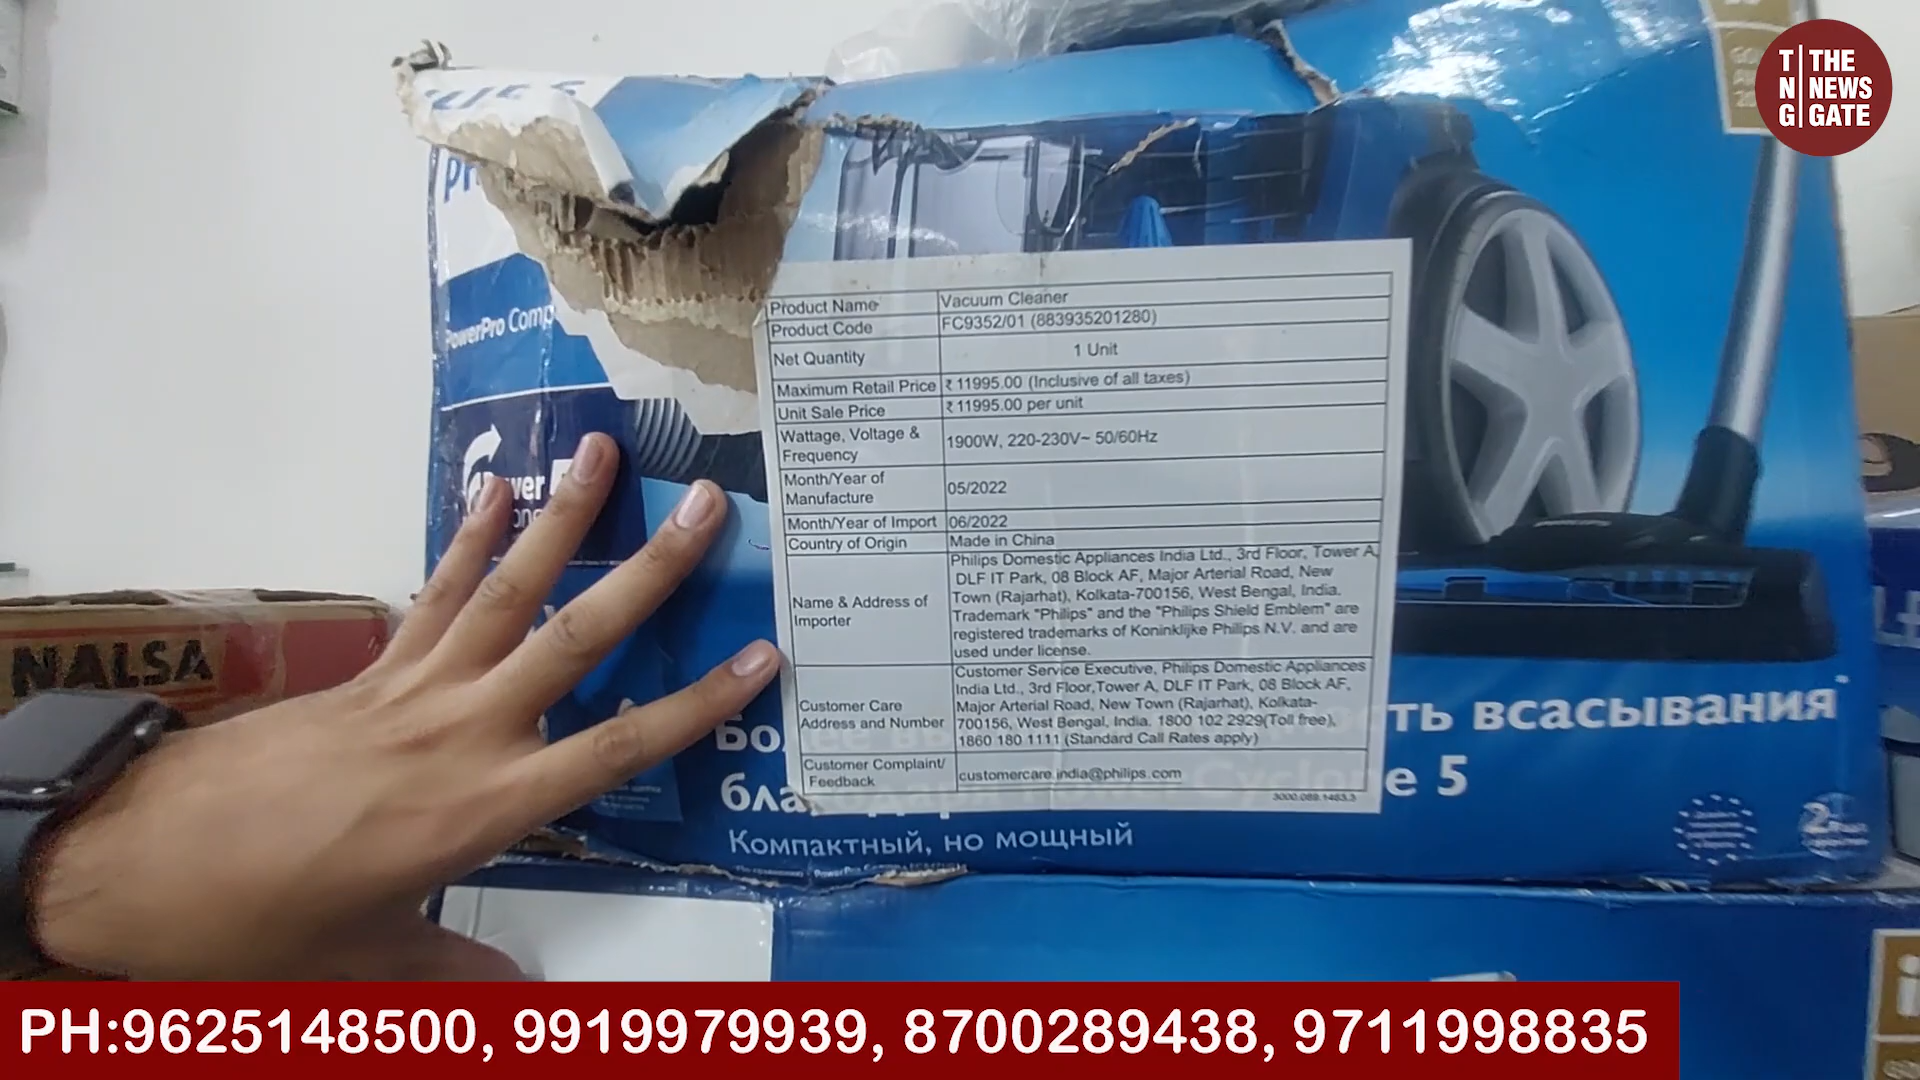 T THE
N NEWS
G GATE
PowerPro Comp
Product Name Vacuum Cleaner
Product Code FC9352/01 (883935201280)
Net Quantity 1 Unit
Maximum Retail Price ₹ 11995.00 (Inclusive of all taxes)
Unit Sale Price ₹ 11995.00 per unit
Wattage, Voltage &
Frequency
1900W, 220-230V~ 50/60Hz
Month/Year of
Manufacture
05/2022
Month/Year of Import 06/2022
Country of Origin Made in China
Name & Address of
Importer
Philips Domestic Appliances India Ltd., 3rd Floor, Tower A,
DLF IT Park, 08 Block AF, Major Arterial Road, New
Town (Rajarhat), Kolkata-700156, West Bengal, India.
Trademark "Philips" and the "Philips Shield Emblem" are
registered trademarks of Koninklijke Philips N.V. and are
used under license.
Customer Care
Address and Number
Customer Service Executive, Philips Domestic Appliances
India Ltd., 3rd Floor,Tower A, DLF IT Park, 08 Block AF,
Major Arterial Road, New Town (Rajarhat), Kolkata-
700156, West Bengal, India. 1800 102 2929(Toll free),
1860 180 1111 (Standard Call Rates apply)
Customer Complaint/
Feedback
customercare.india@philips.com
3000.089.1463.3
NALSA
ть всасывания
e 5
Компактный, но мощный
PH:9625148500, 9919979939, 8700289438, 9711998835